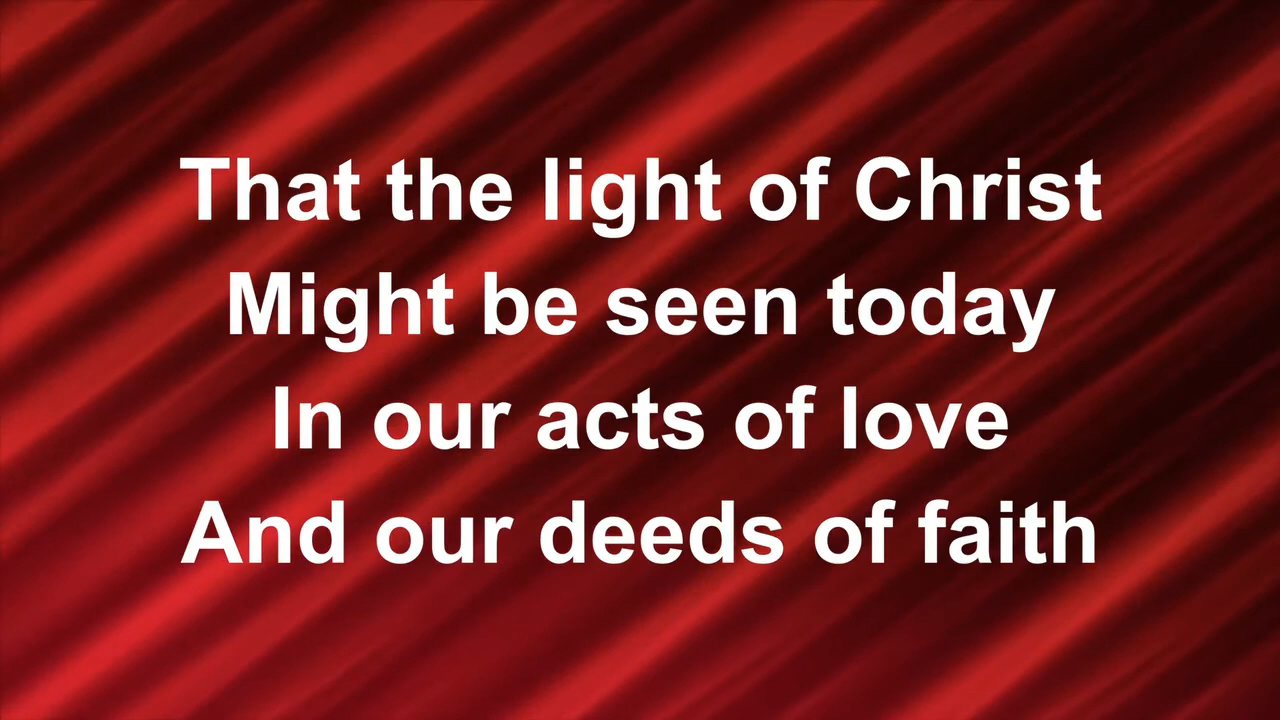 That the light of Christ
Might be seen today
In our acts of love
And our deeds of faith